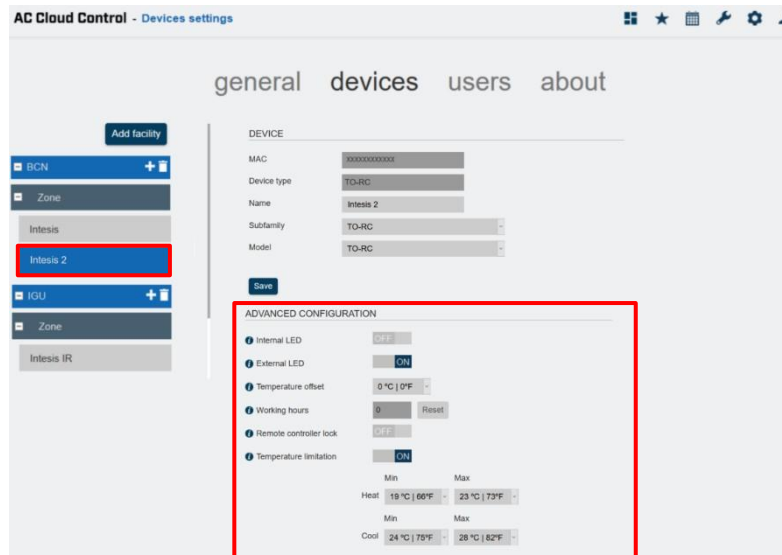 AC Cloud Control - Devices settings
general devices users about
Add facility
BCN
Zone
Intesis
Intesis 2
IGU
Zone
Intesis IR
DEVICE
MAC xxxxxxxxxxxx
Device type TO-RC
Name Intesis 2
Subfamily TO-RC
Model TO-RC
Save
ADVANCED CONFIGURATION
Internal LED OFF
External LED ON
Temperature offset 0 °C | 0°F
Working hours 0 Reset
Remote controller lock OFF
Temperature limitation ON
Min Max
Heat 19 °C | 66°F 23 °C | 73°F
Min Max
Cool 24 °C | 75°F 28 °C | 82°F